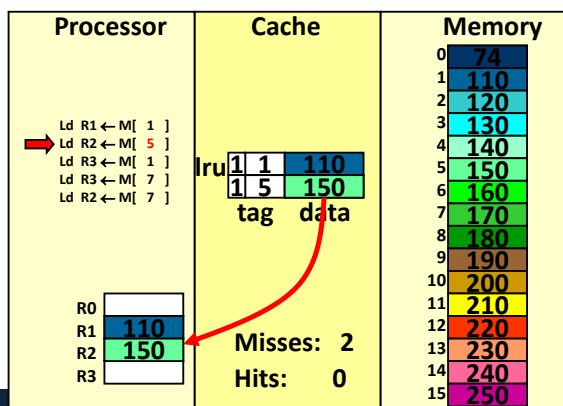 Processor
Ld R1 ← M[ 1 ]
Ld R2 ← M[ 5 ]
Ld R3 ← M[ 1 ]
Ld R3 ← M[ 7 ]
Ld R2 ← M[ 7 ]
R0
R1 110
R2 150
R3
Cache
lru 1 1 110
1 5 150
tag data
Misses: 2
Hits: 0
Memory
0 74
1 110
2 120
3 130
4 140
5 150
6 160
7 170
8 180
9 190
10 200
11 210
12 220
13 230
14 240
15 250